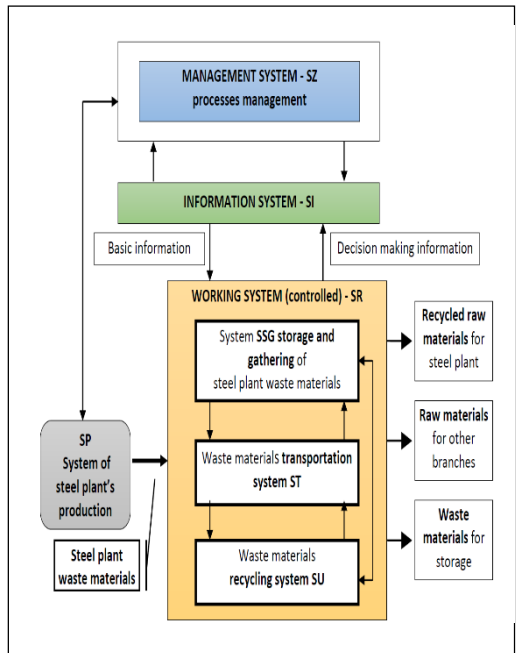 MANAGEMENT SYSTEM - SZ
processes management
INFORMATION SYSTEM - SI
Basic information
Decision making information
WORKING SYSTEM (controlled) - SR
System SSG storage and
gathering of
steel plant waste materials
Recycled raw
materials for
steel plant
SP
System of
steel plant's
production
Waste materials transportation
system ST
Raw materials
for other
branches
Steel plant
waste materials
Waste materials
recycling system SU
Waste
materials for
storage